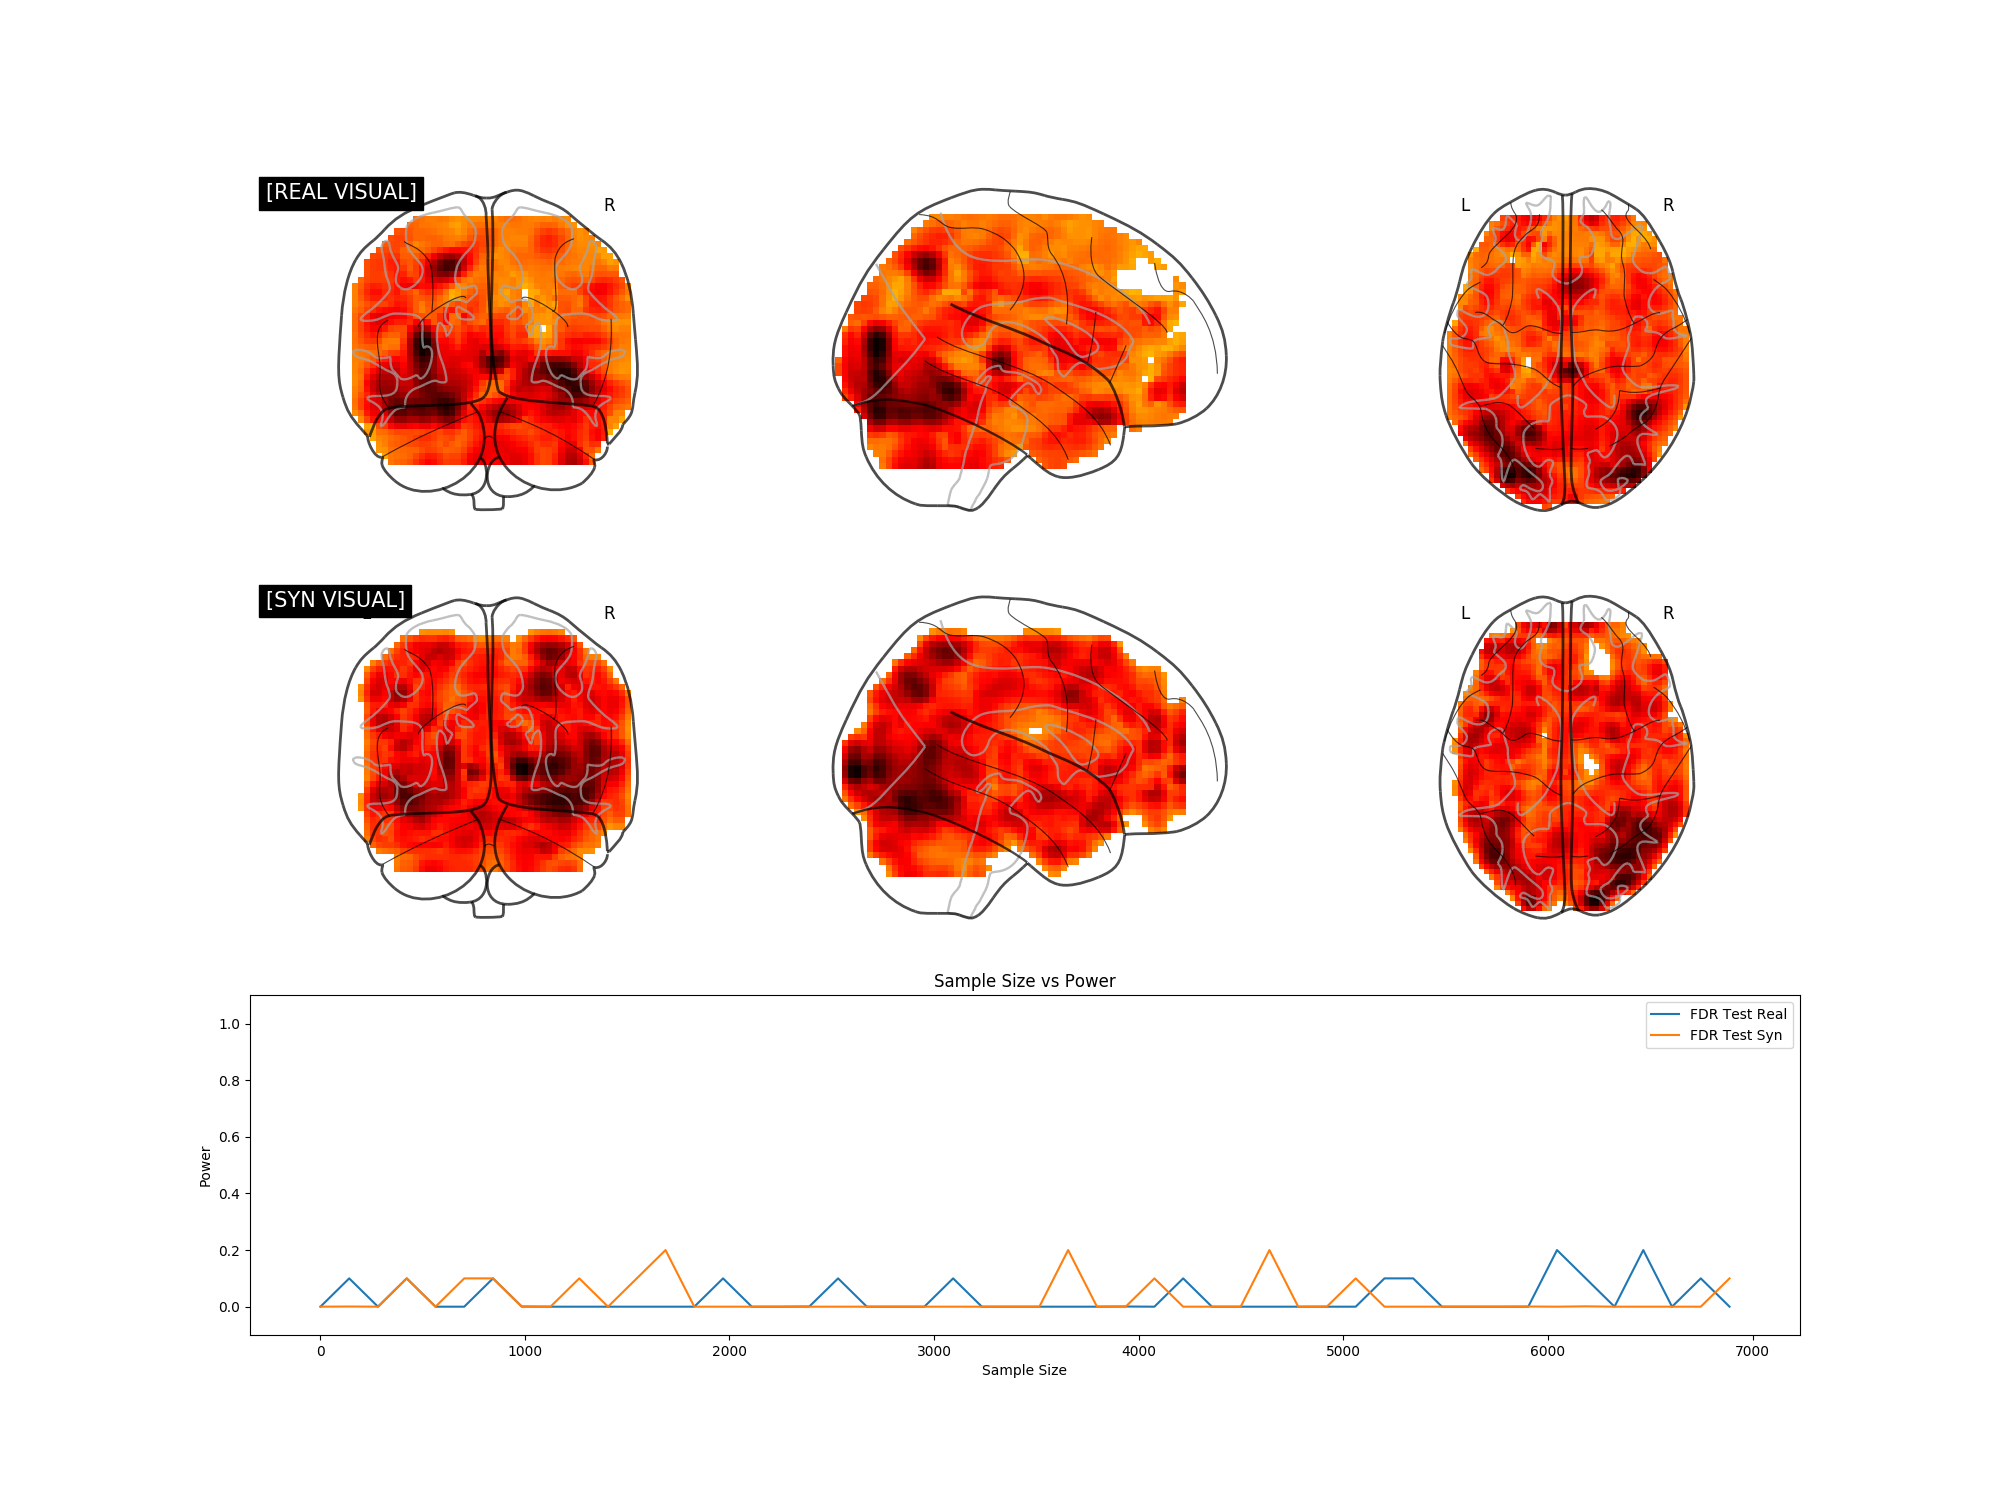 [REAL VISUAL]
R
L
R
[SYN VISUAL]
R
L
R
Sample Size vs Power
1.0
0.8
0.6
0.4
0.2
0.0
Power
FDR Test Real
FDR Test Syn
0
1000
2000
3000
4000
5000
6000
7000
Sample Size